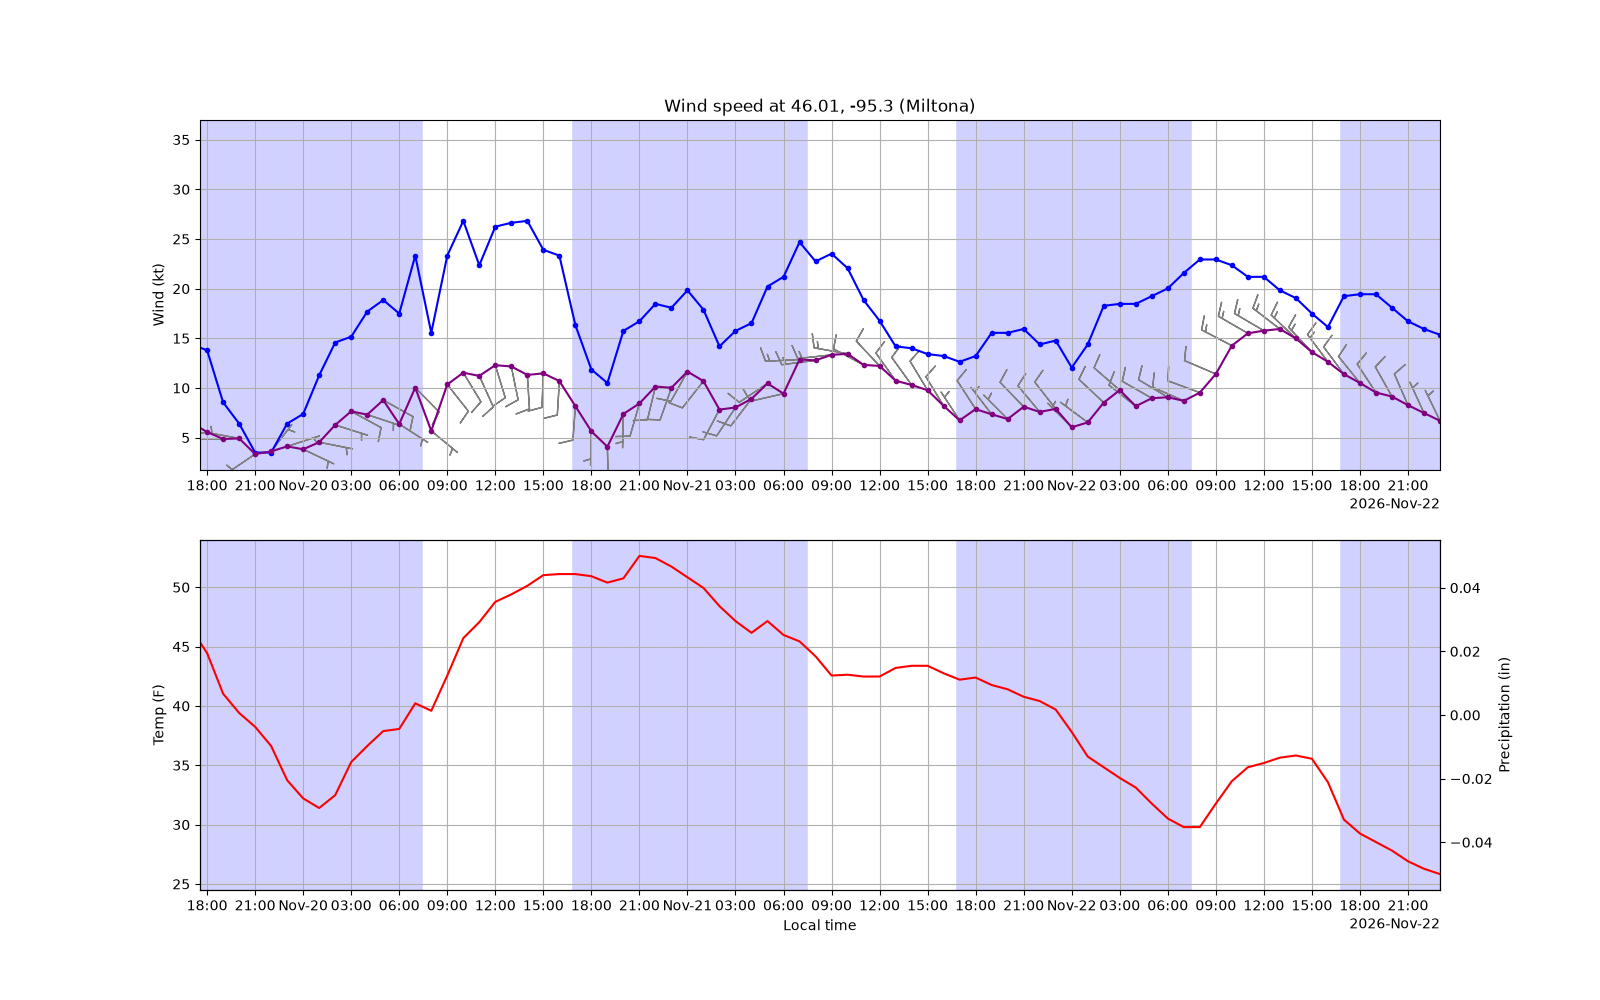 Wind speed at 46.01, -95.3 (Miltona)
35
30
25
20
15
10
5
Wind (kt)
18:00 21:00 Nov-20 03:00 06:00 09:00 12:00 15:00 18:00 21:00 Nov-21 03:00 06:00 09:00 12:00 15:00 18:00 21:00 Nov-22 03:00 06:00 09:00 12:00 15:00 18:00 21:00
2026-Nov-22
50
45
40
35
30
25
Temp (F)
0.04
0.02
0.00
−0.02
−0.04
Precipitation (in)
18:00 21:00 Nov-20 03:00 06:00 09:00 12:00 15:00 18:00 21:00 Nov-21 03:00 06:00 09:00 12:00 15:00 18:00 21:00 Nov-22 03:00 06:00 09:00 12:00 15:00 18:00 21:00
Local time
2026-Nov-22